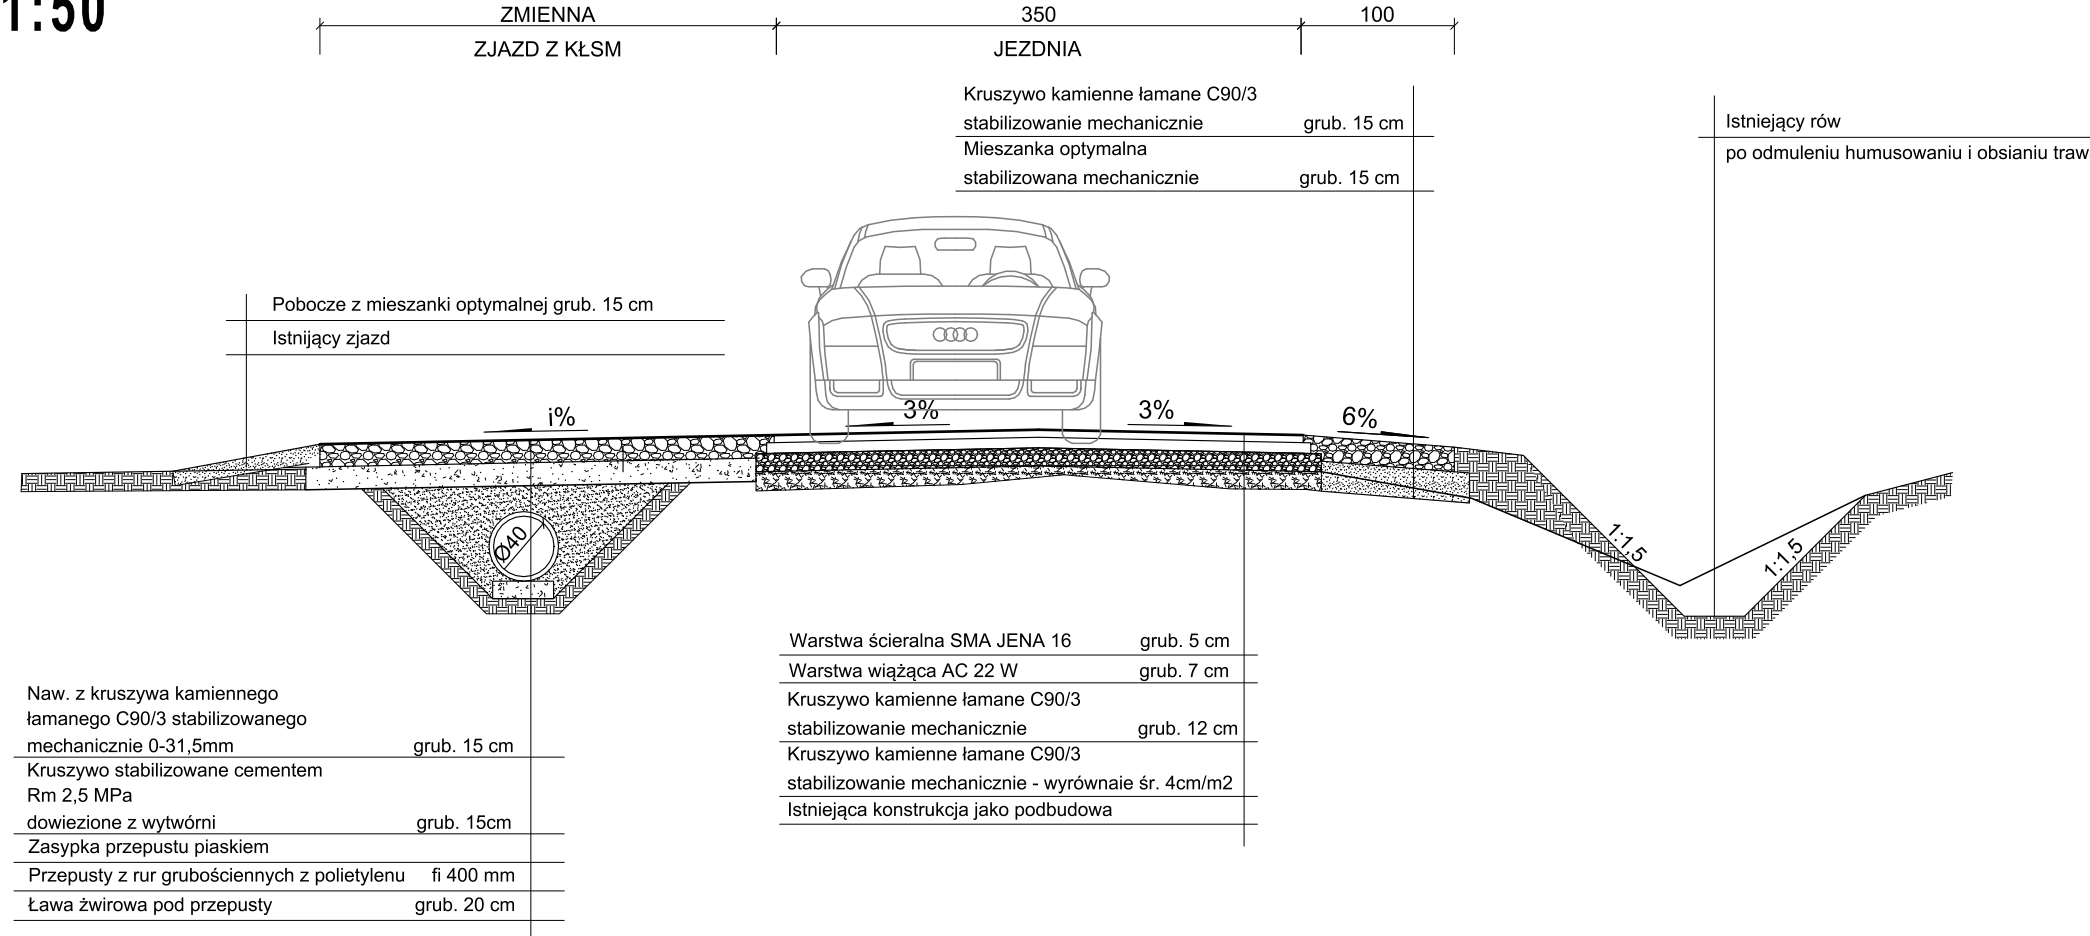 1:50
ZMIENNA 350 100
ZJAZD Z KŁSM JEZDNIA
Kruszywo kamienne łamane C90/3
stabilizowanie mechanicznie grub. 15 cm
Mieszanka optymalna
stabilizowana mechanicznie grub. 15 cm
Istniejący rów
po odmuleniu humusowaniu i obsianiu traw
Pobocze z mieszanki optymalnej grub. 15 cm
Istnijący zjazd
i% 3% 3% 6%
Ø40
1:1,5 1:1,5
Warstwa ścieralna SMA JENA 16 grub. 5 cm
Warstwa wiążąca AC 22 W grub. 7 cm
Kruszywo kamienne łamane C90/3
stabilizowanie mechanicznie grub. 12 cm
Kruszywo kamienne łamane C90/3
stabilizowanie mechanicznie - wyrównaie śr. 4cm/m2
Istniejąca konstrukcja jako podbudowa
Naw. z kruszywa kamiennego
łamanego C90/3 stabilizowanego
mechanicznie 0-31,5mm grub. 15 cm
Kruszywo stabilizowane cementem
Rm 2,5 MPa
dowiezione z wytwórni grub. 15cm
Zasypka przepustu piaskiem
Przepusty z rur grubościennych z polietylenu fi 400 mm
Ława żwirowa pod przepusty grub. 20 cm